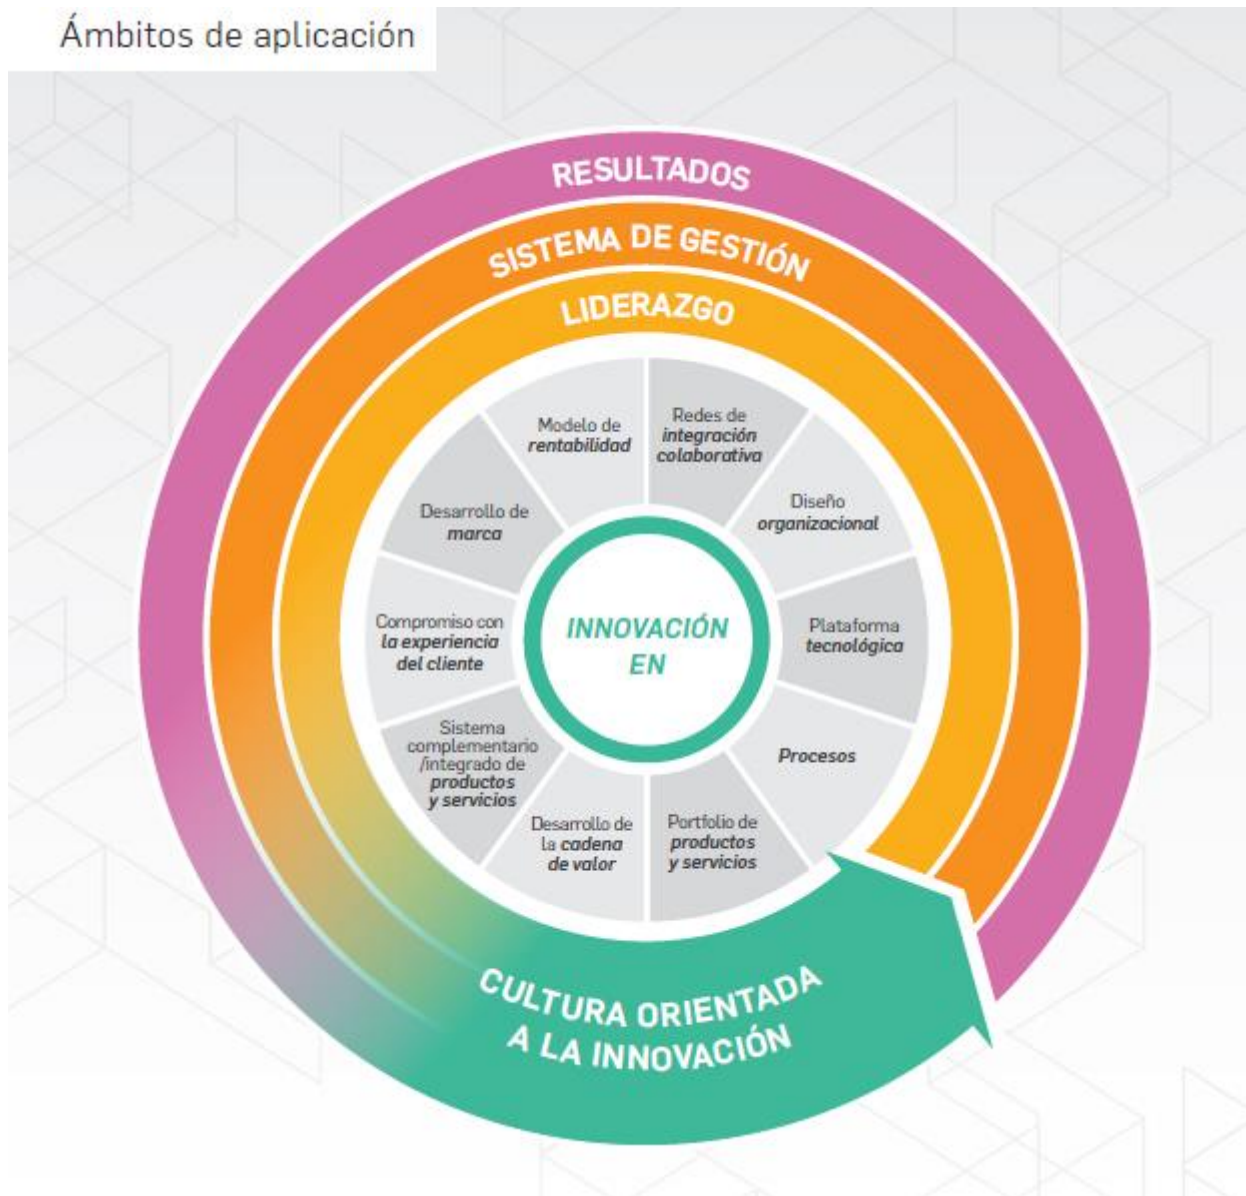 Ámbitos de aplicación
RESULTADOS
SISTEMA DE GESTIÓN
LIDERAZGO
Modelo de
rentabilidad
Redes de
integración
colaborativa
Diseño
organizacional
Plataforma
tecnológica
Procesos
Portfolio de
productos
y servicios
Desarrollo de
la cadena
de valor
Sistema
complementario
/integrado de
productos
y servicios
Compromiso con
la experiencia
del cliente
Desarrollo de
marca
INNOVACIÓN
EN
CULTURA ORIENTADA
A LA INNOVACIÓN